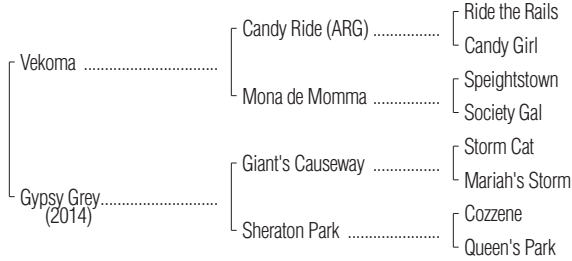 Ride the Rails
Candy Ride (ARG) ................
Candy Girl
Vekoma ................................
Speightstown
Mona de Momma ................
Society Gal
Storm Cat
Giant's Causeway ................
Mariah's Storm
Gypsy Grey............................
(2014)
Cozzene
Sheraton Park ......................
Queen's Park